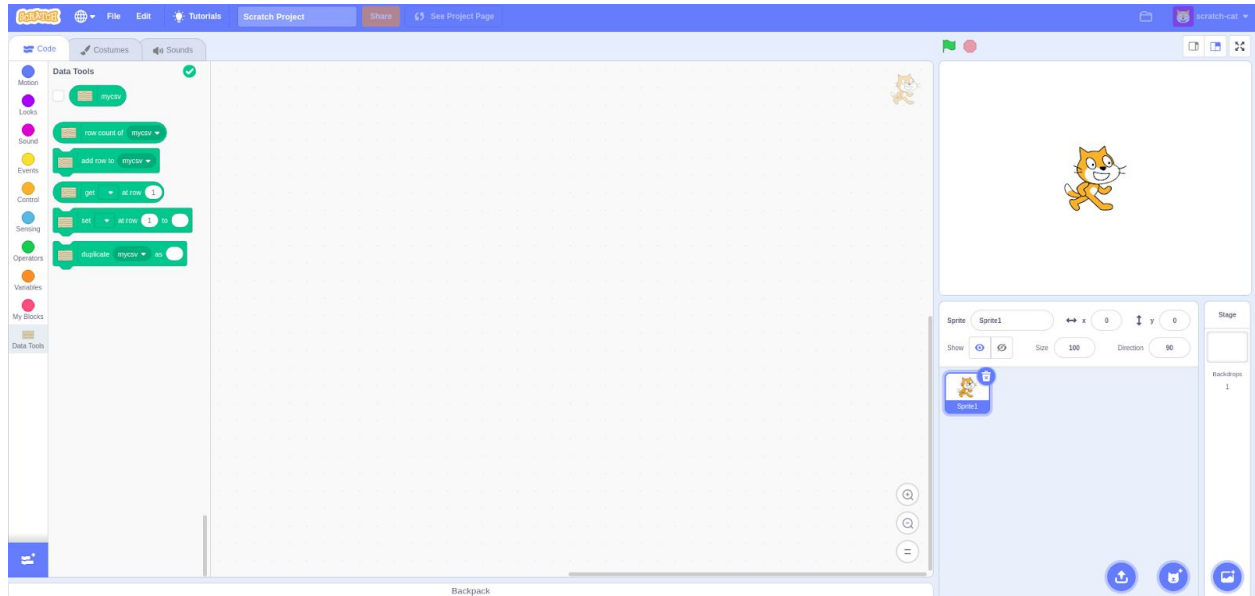 SCRATCH File Edit Tutorials Scratch Project Share See Project Page scratch-cat
Code Costumes Sounds
Motion
Looks
Sound
Events
Control
Sensing
Operators
Variables
My Blocks
Data Tools
Data Tools
mycsv
row count of mycsv
add row to mycsv
get at row 1
set at row 1 to
duplicate mycsv as
Sprite Sprite1 x 0 y 0
Show Size 100 Direction 90
Sprite1
Stage
Backdrops
1
Backpack